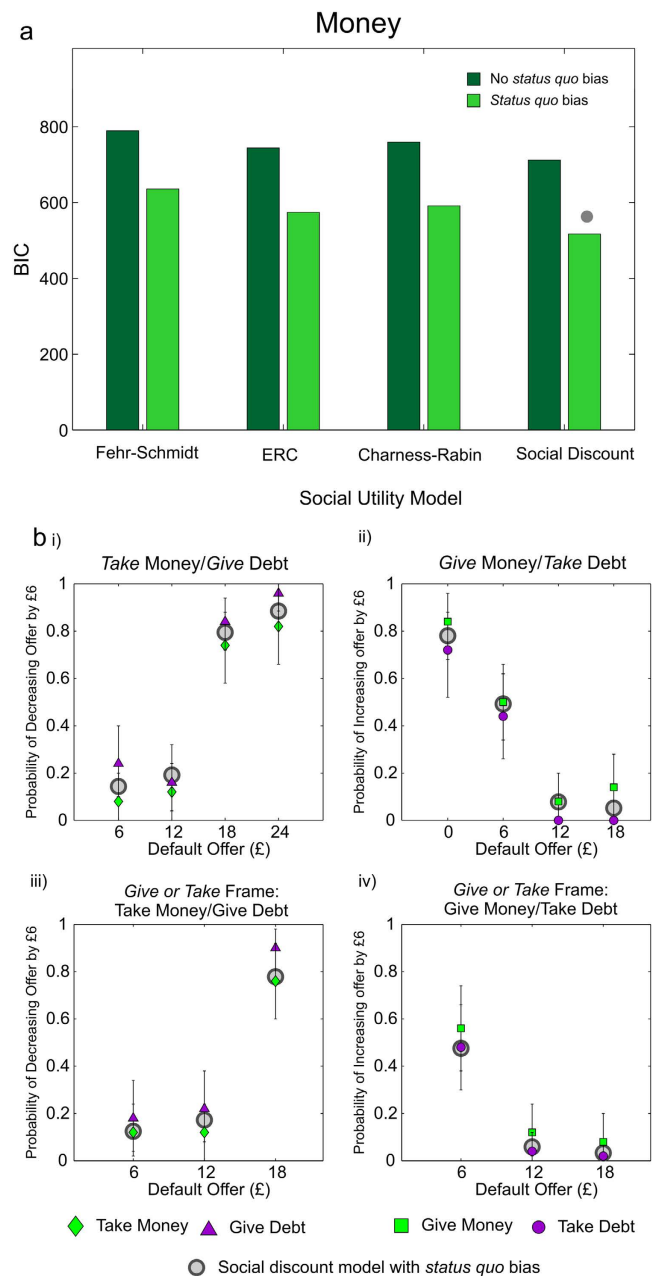 Money
a
No status quo bias
Status quo bias
800
600
400
200
0
BIC
Fehr-Schmidt ERC Charness-Rabin Social Discount
Social Utility Model
b i)
Take Money/Give Debt
Probability of Decreasing Offer by £6
1
0.8
0.6
0.4
0.2
0
6 12 18 24
Default Offer (£)
ii)
Give Money/Take Debt
Probability of Increasing offer by £6
1
0.8
0.6
0.4
0.2
0
0 6 12 18
Default Offer (£)
iii)
Give or Take Frame:
Take Money/Give Debt
Probability of Decreasing Offer by £6
1
0.8
0.6
0.4
0.2
0
6 12 18
Default Offer (£)
iv)
Give or Take Frame:
Give Money/Take Debt
Probability of Increasing Offer by £6
1
0.8
0.6
0.4
0.2
0
6 12 18
Default Offer (£)
Take Money Give Debt Give Money Take Debt
Social discount model with status quo bias